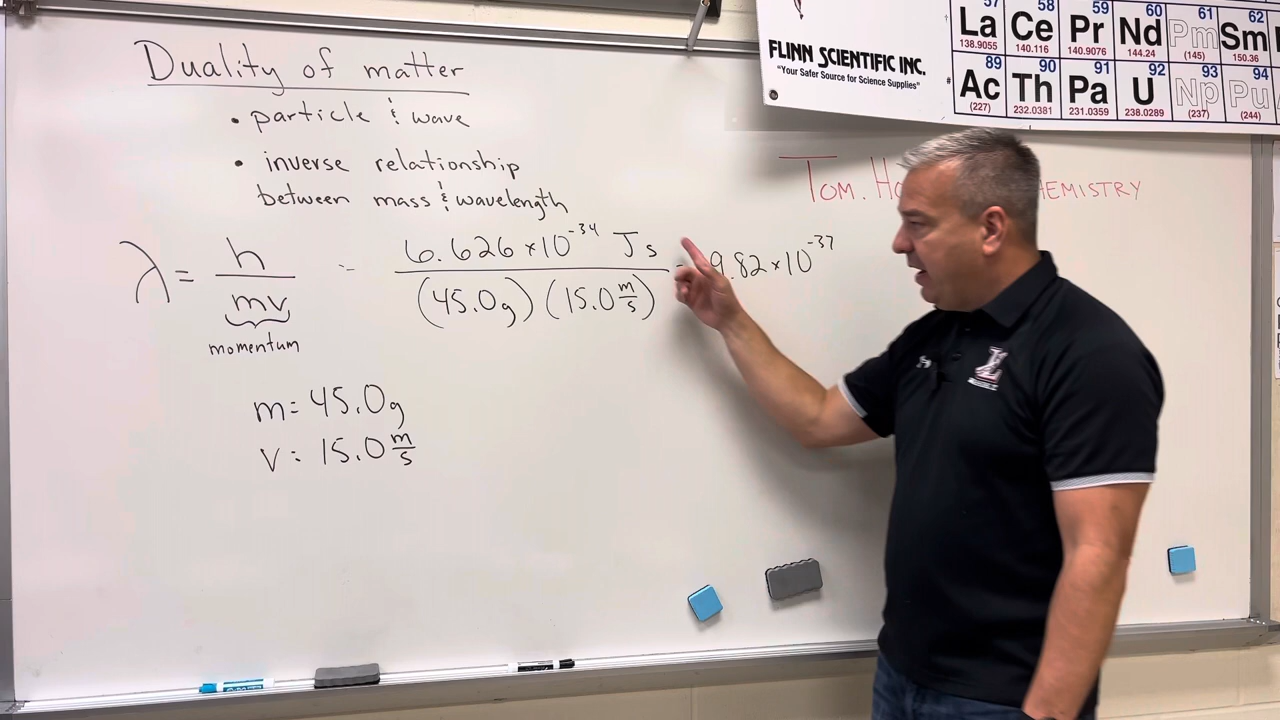 Duality of matter
• particle & wave
• inverse relationship
between mass & wavelength
λ = h / mv = 6.626 × 10⁻³⁴ J s / (45.0g) (15.0 m/s) = 9.82 × 10⁻³⁷
momentum
m = 45.0g
v = 15.0 m/s
TOM. HO EMISTRY
FLINN SCIENTIFIC INC.
"Your Safer Source for Science Supplies"
57 58 59 60 61 62
La Ce Pr Nd Pm Sm
138.9055 140.116 140.9076 144.24 (145) 150.36
89 90 91 92 93 94
Ac Th Pa U Np Pu
(227) 232.0381 231.0359 238.0289 (237) (244)